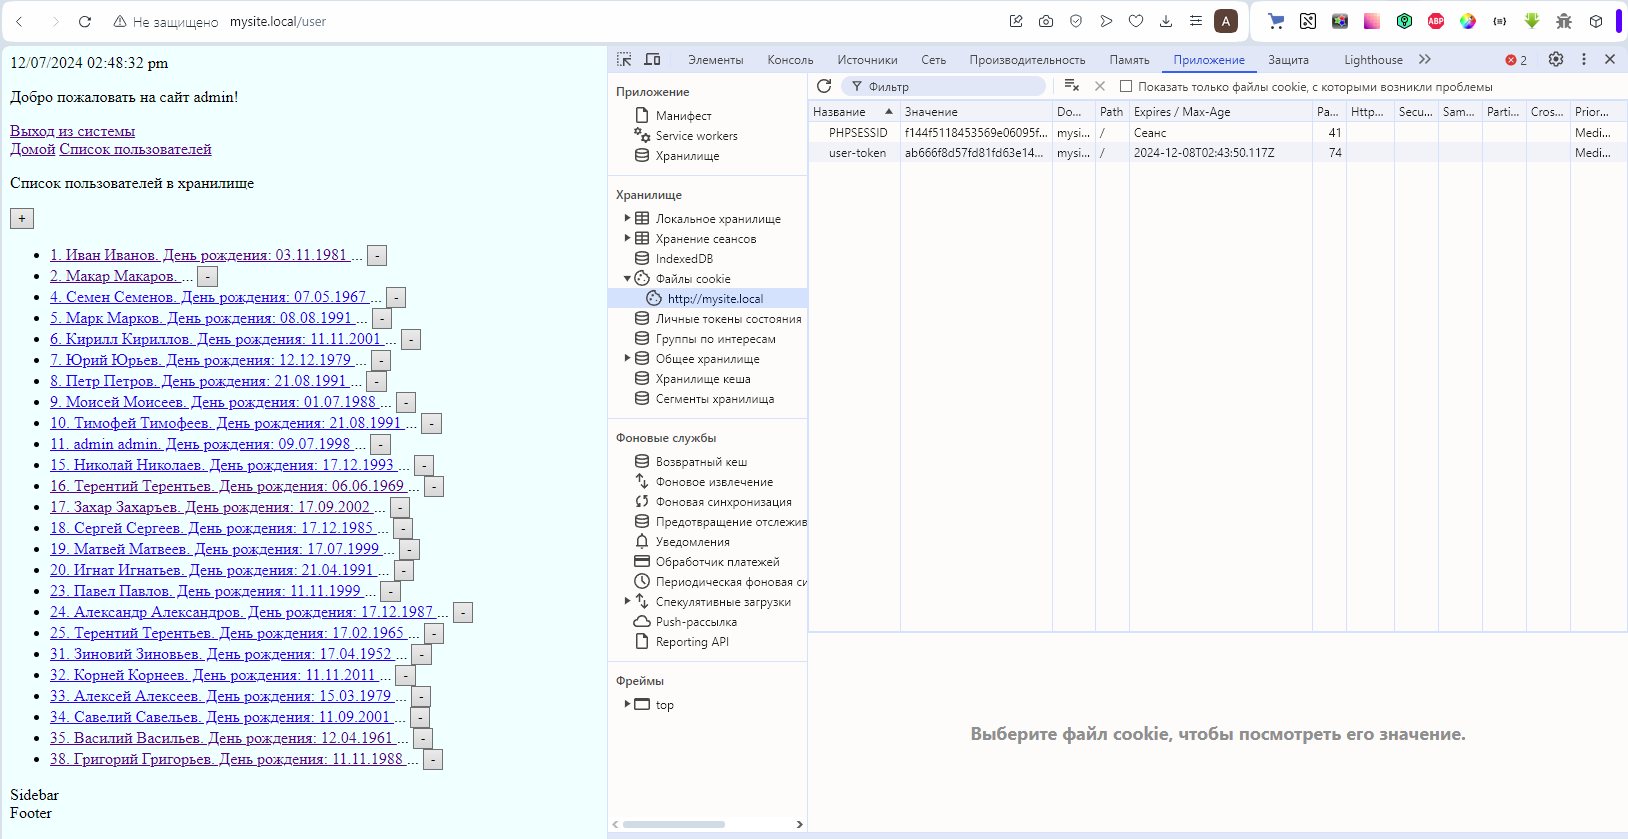 Не защищено mysite.local/user
A
ABP
12/07/2024 02:48:32 pm
Добро пожаловать на сайт admin!
Выход из системы
Домой Список пользователей
Список пользователей в хранилище
+
1. Иван Иванов. День рождения: 03.11.1981 ... -
2. Макар Макаров. ... -
4. Семен Семенов. День рождения: 07.05.1967 ... -
5. Марк Марков. День рождения: 08.08.1991 ... -
6. Кирилл Кириллов. День рождения: 11.11.2001 ... -
7. Юрий Юрьев. День рождения: 12.12.1979 ... -
8. Петр Петров. День рождения: 21.08.1991 ... -
9. Моисей Моисеев. День рождения: 01.07.1988 ... -
10. Тимофей Тимофеев. День рождения: 21.08.1991 ... -
11. admin admin. День рождения: 09.07.1998 ... -
15. Николай Николаев. День рождения: 17.12.1993 ... -
16. Терентий Терентьев. День рождения: 06.06.1969 ... -
17. Захар Захаръев. День рождения: 17.09.2002 ... -
18. Сергей Сергеев. День рождения: 17.12.1985 ... -
19. Матвей Матвеев. День рождения: 17.07.1999 ... -
20. Игнат Игнатьев. День рождения: 21.04.1991 ... -
23. Павел Павлов. День рождения: 11.11.1999 ... -
24. Александр Александров. День рождения: 17.12.1987 ... -
25. Терентий Терентьев. День рождения: 17.02.1965 ... -
31. Зиновий Зиновьев. День рождения: 17.04.1952 ... -
32. Корней Корнеев. День рождения: 11.11.2011 ... -
33. Алексей Алексеев. День рождения: 15.03.1979 ... -
34. Савелий Савельев. День рождения: 11.09.2001 ... -
35. Василий Васильев. День рождения: 12.04.1961 ... -
38. Григорий Григорьев. День рождения: 11.11.1988 ... -
Sidebar
Footer
Элементы Консоль Источники Сеть Производительность Память Приложение Защита Lighthouse 2
Приложение
Манифест
Service workers
Хранилище
Хранилище
Локальное хранилище
Хранение сеансов
IndexedDB
Файлы cookie
http://mysite.local
Личные токены состояния
Группы по интересам
Общее хранилище
Хранилище кеша
Сегменты хранилища
Фоновые службы
Возвратный кеш
Фоновое извлечение
Фоновая синхронизация
Предотвращение отслежив
Уведомления
Обработчик платежей
Периодическая фоновая си
Спекулятивные загрузки
Push-рассылка
Reporting API
Фреймы
top
Фильтр Показать только файлы cookie, с которыми возникли проблемы
Название Значение Do... Path Expires / Max-Age Ра... Http... Secu... Sam... Parti... Cros... Prior...
PHPSESSID f144f5118453569e06095f... mysi... / Сеанс 41 Medi...
user-token ab666f8d57fd81fd63e14... mysi... / 2024-12-08T02:43:50.117Z 74 Medi...
Выберите файл cookie, чтобы посмотреть его значение.